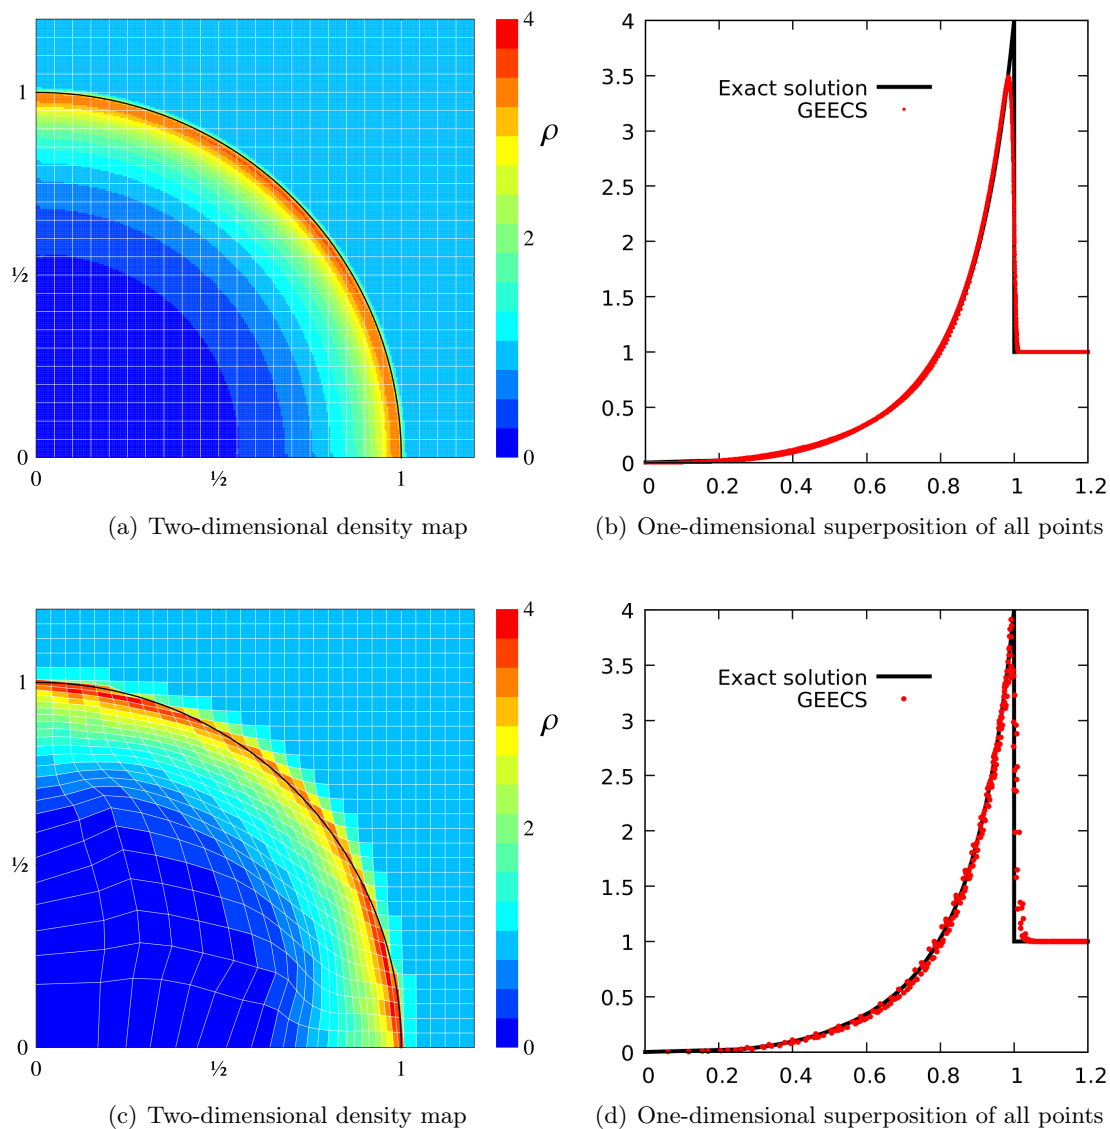 4
ρ
2
0
1
½
0
0 ½ 1
(a) Two-dimensional density map
4
3.5
3
2.5
2
1.5
1
0.5
0
0 0.2 0.4 0.6 0.8 1 1.2
Exact solution
GEECS
(b) One-dimensional superposition of all points
4
ρ
2
0
1
½
0
0 ½ 1
(c) Two-dimensional density map
4
3.5
3
2.5
2
1.5
1
0.5
0
0 0.2 0.4 0.6 0.8 1 1.2
Exact solution
GEECS
(d) One-dimensional superposition of all points